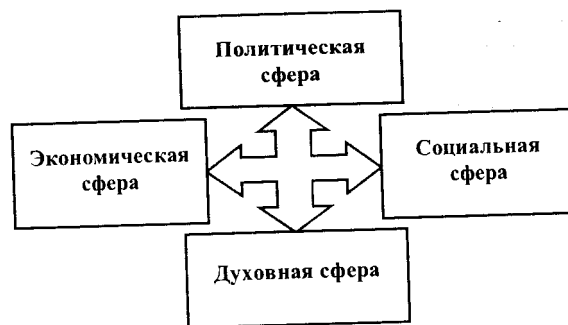 Политическая
сфера
Экономическая
сфера
Социальная
сфера
Духовная сфера